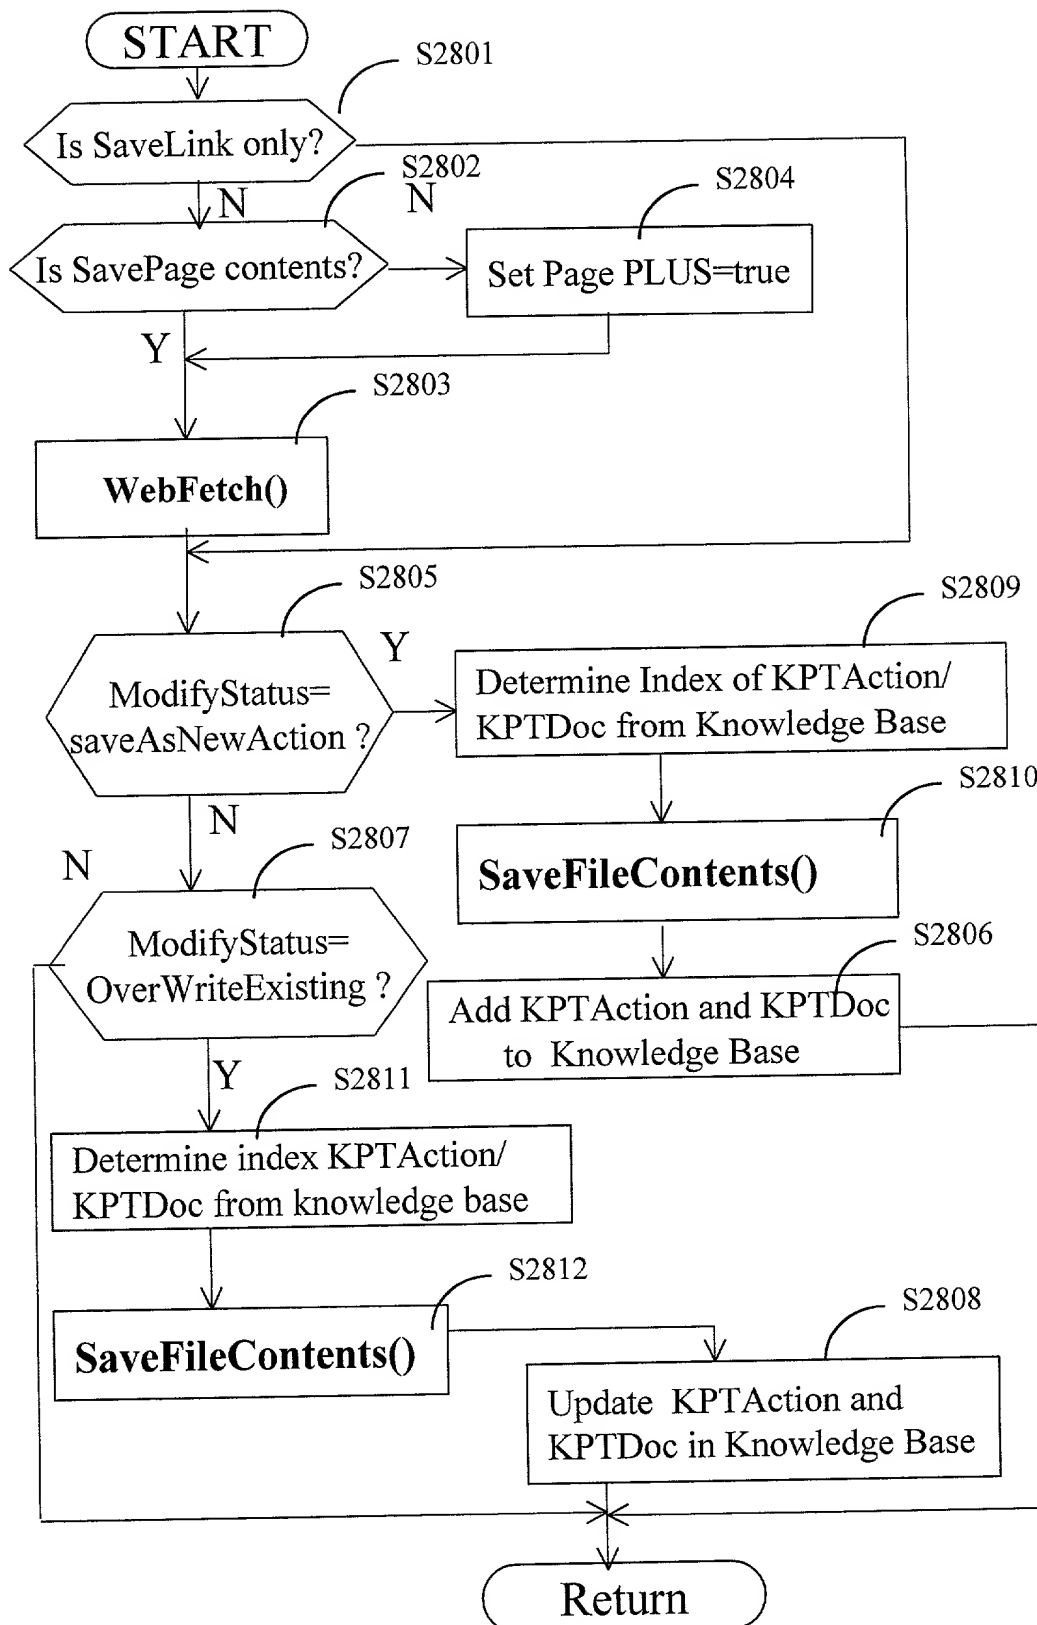 START
S2801
Is SaveLink only?
S2802
N
N
S2804
Is SavePage contents?
Set Page PLUS=true
Y
S2803
WebFetch()
S2805
S2809
Y
ModifyStatus=
saveAsNewAction ?
Determine Index of KPTAction/
KPTDoc from Knowledge Base
N
S2810
SaveFileContents()
S2807
N
ModifyStatus=
OverWriteExisting ?
S2806
Add KPTAction and KPTDoc
to Knowledge Base
Y
S2811
Determine index KPTAction/
KPTDoc from knowledge base
S2812
SaveFileContents()
S2808
Update KPTAction and
KPTDoc in Knowledge Base
Return